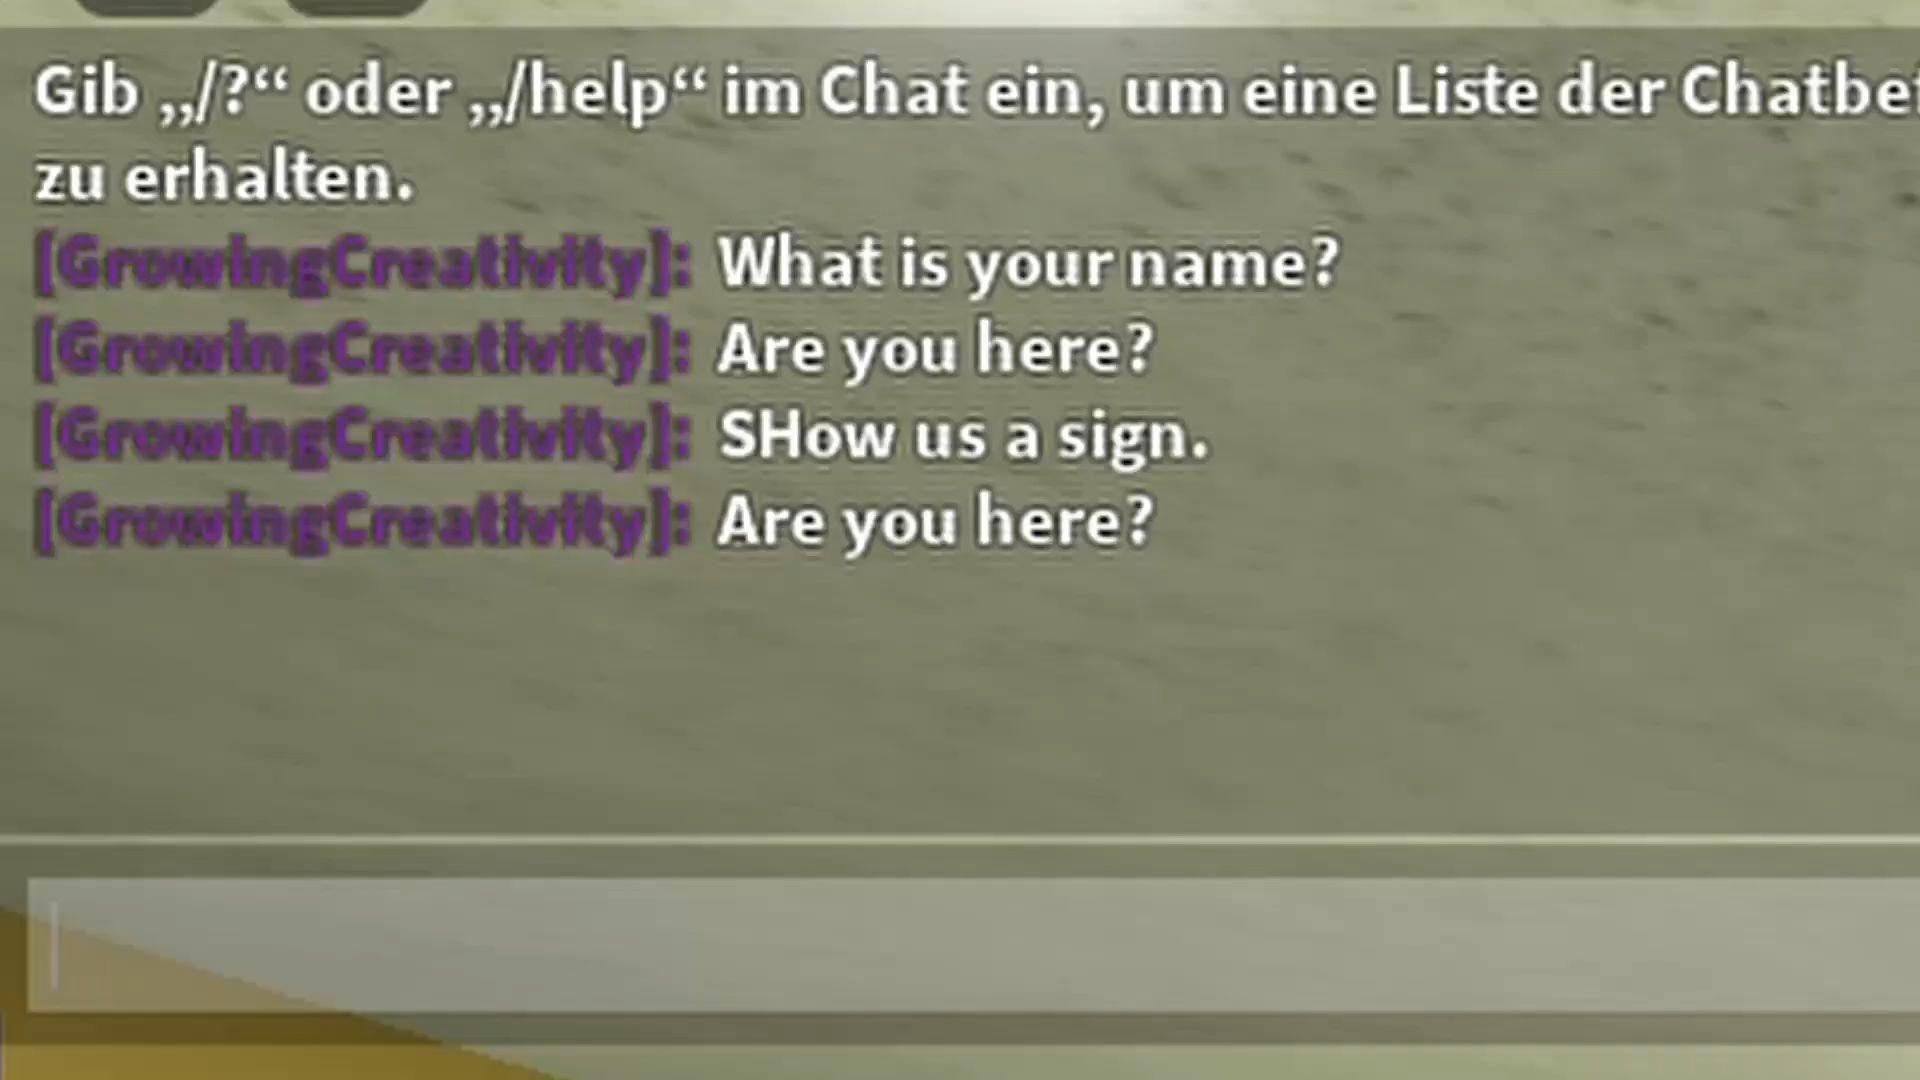 Gib „/?“ oder „/help“ im Chat ein, um eine Liste der
zu erhalten.
[GrowingCreativity]: What is your name?
[GrowingCreativity]: Are you here?
[GrowingCreativity]: SHow us a sign.
[GrowingCreativity]: Are you here?